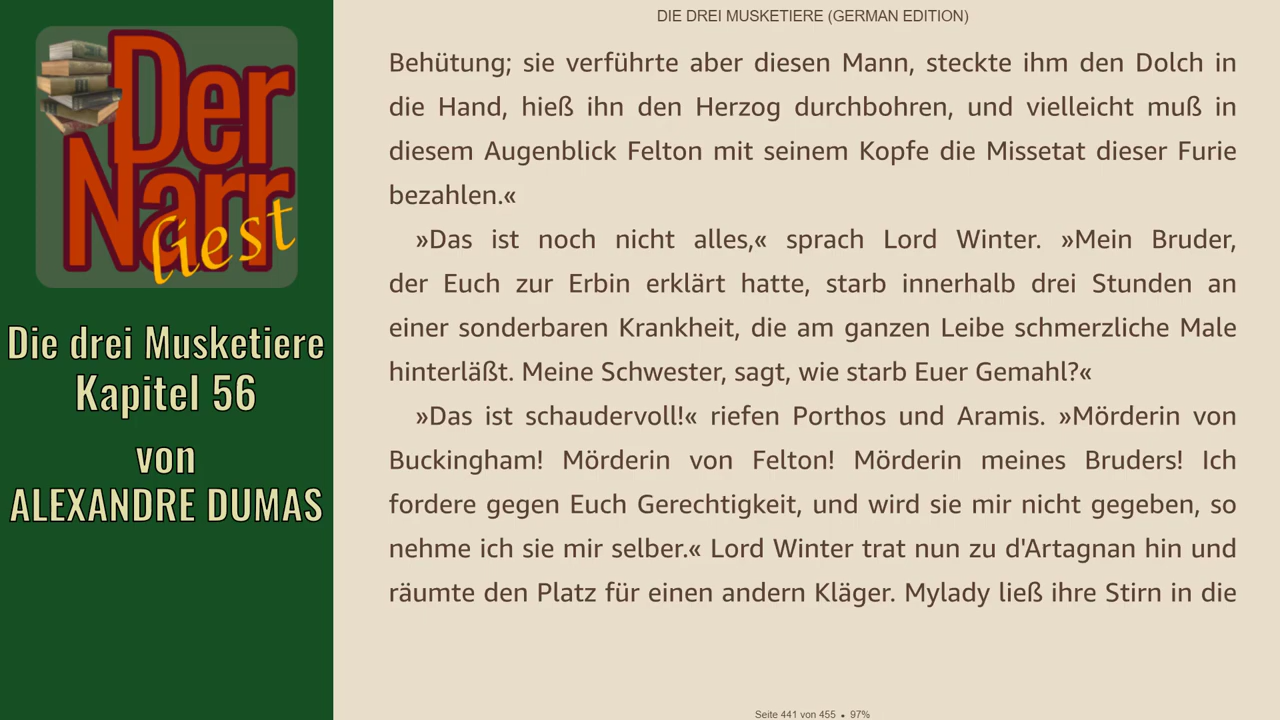 Der
Narr
liest
Die drei Musketiere
Kapitel 56
von
ALEXANDRE DUMAS
DIE DREI MUSKETIERE (GERMAN EDITION)
Behütung; sie verführte aber diesen Mann, steckte ihm den Dolch in
die Hand, hieß ihn den Herzog durchbohren, und vielleicht muß in
diesem Augenblick Felton mit seinem Kopfe die Missetat dieser Furie
bezahlen.«
»Das ist noch nicht alles,« sprach Lord Winter. »Mein Bruder,
der Euch zur Erbin erklärt hatte, starb innerhalb drei Stunden an
einer sonderbaren Krankheit, die am ganzen Leibe schmerzliche Male
hinterläßt. Meine Schwester, sagt, wie starb Euer Gemahl?«
»Das ist schaudervoll!« riefen Porthos und Aramis. »Mörderin von
Buckingham! Mörderin von Felton! Mörderin meines Bruders! Ich
fordere gegen Euch Gerechtigkeit, und wird sie mir nicht gegeben, so
nehme ich sie mir selber.« Lord Winter trat nun zu d'Artagnan hin und
räumte den Platz für einen andern Kläger. Mylady ließ ihre Stirn in die
Seite 441 von 455 • 97%